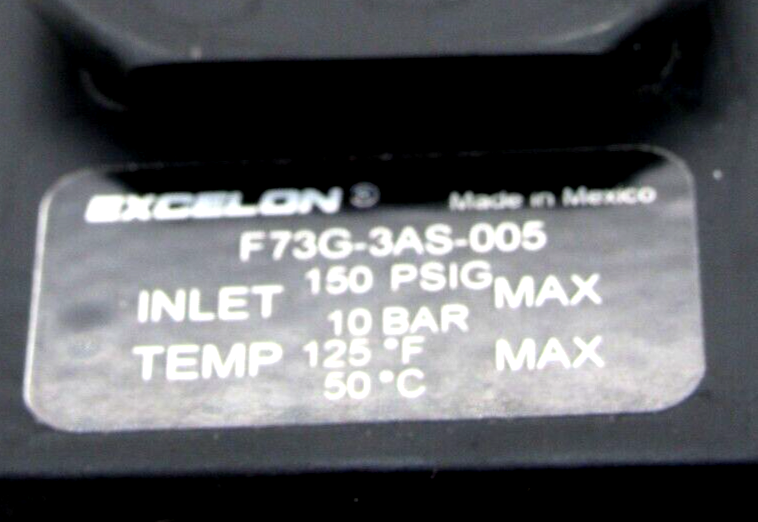 EXCELON ® Made in Mexico
F73G-3AS-005
INLET 150 PSIG MAX
10 BAR
TEMP 125 °F MAX
50 °C